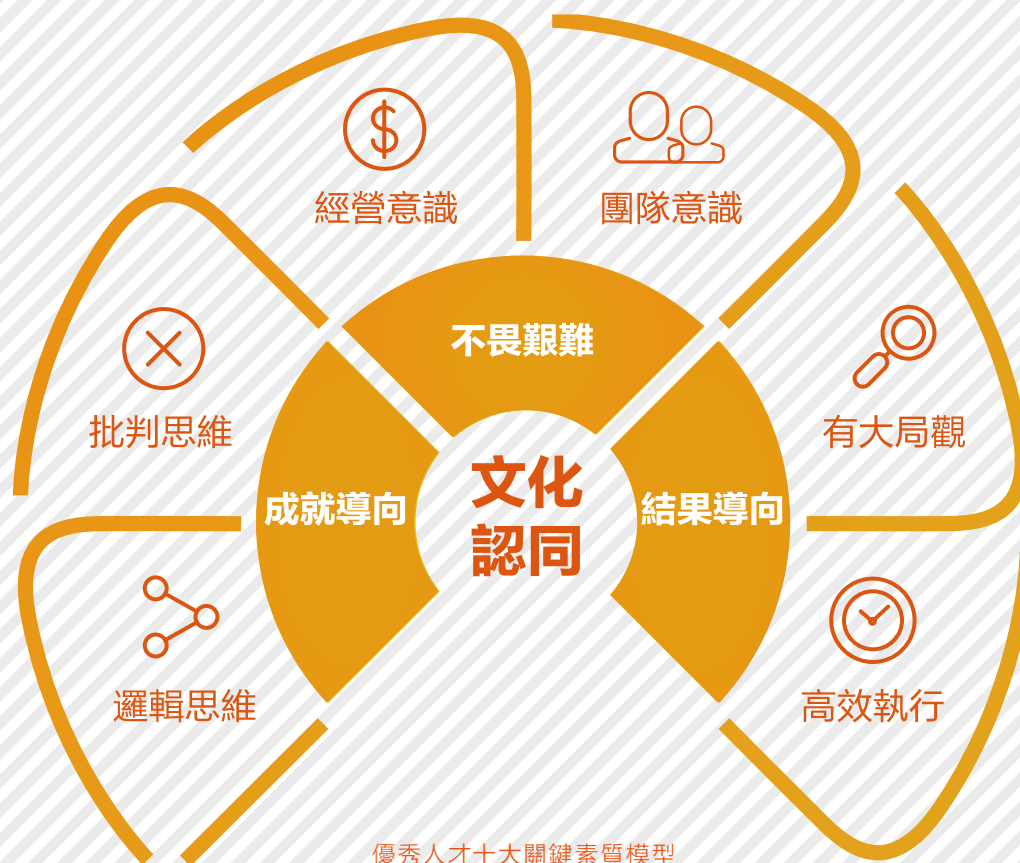 經營意識
團隊意識
不畏艱難
批判思維
有大局觀
文化
認同
成就導向
結果導向
邏輯思維
高效執行
優秀人才十大關鍵素質模型